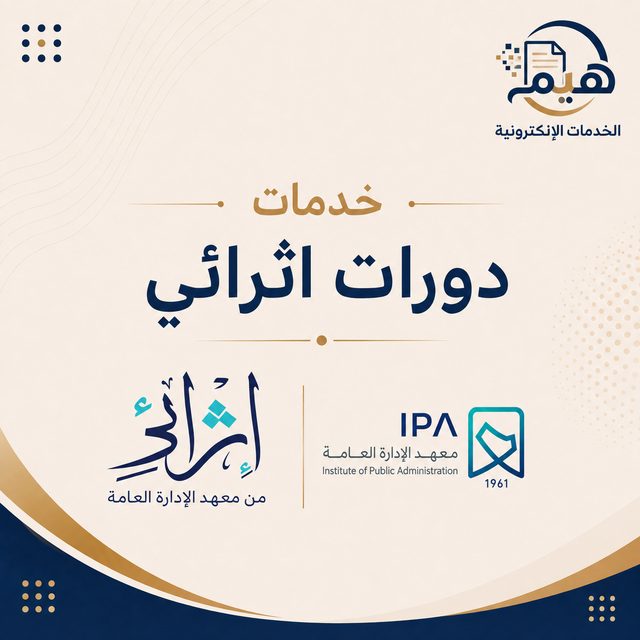 هيم
الخدمات الإلكترونية
خدمات
دورات اثرائي
إثرائي
من معهد الإدارة العامة
IPA
معهد الإدارة العامة
Institute of Public Administration
1961